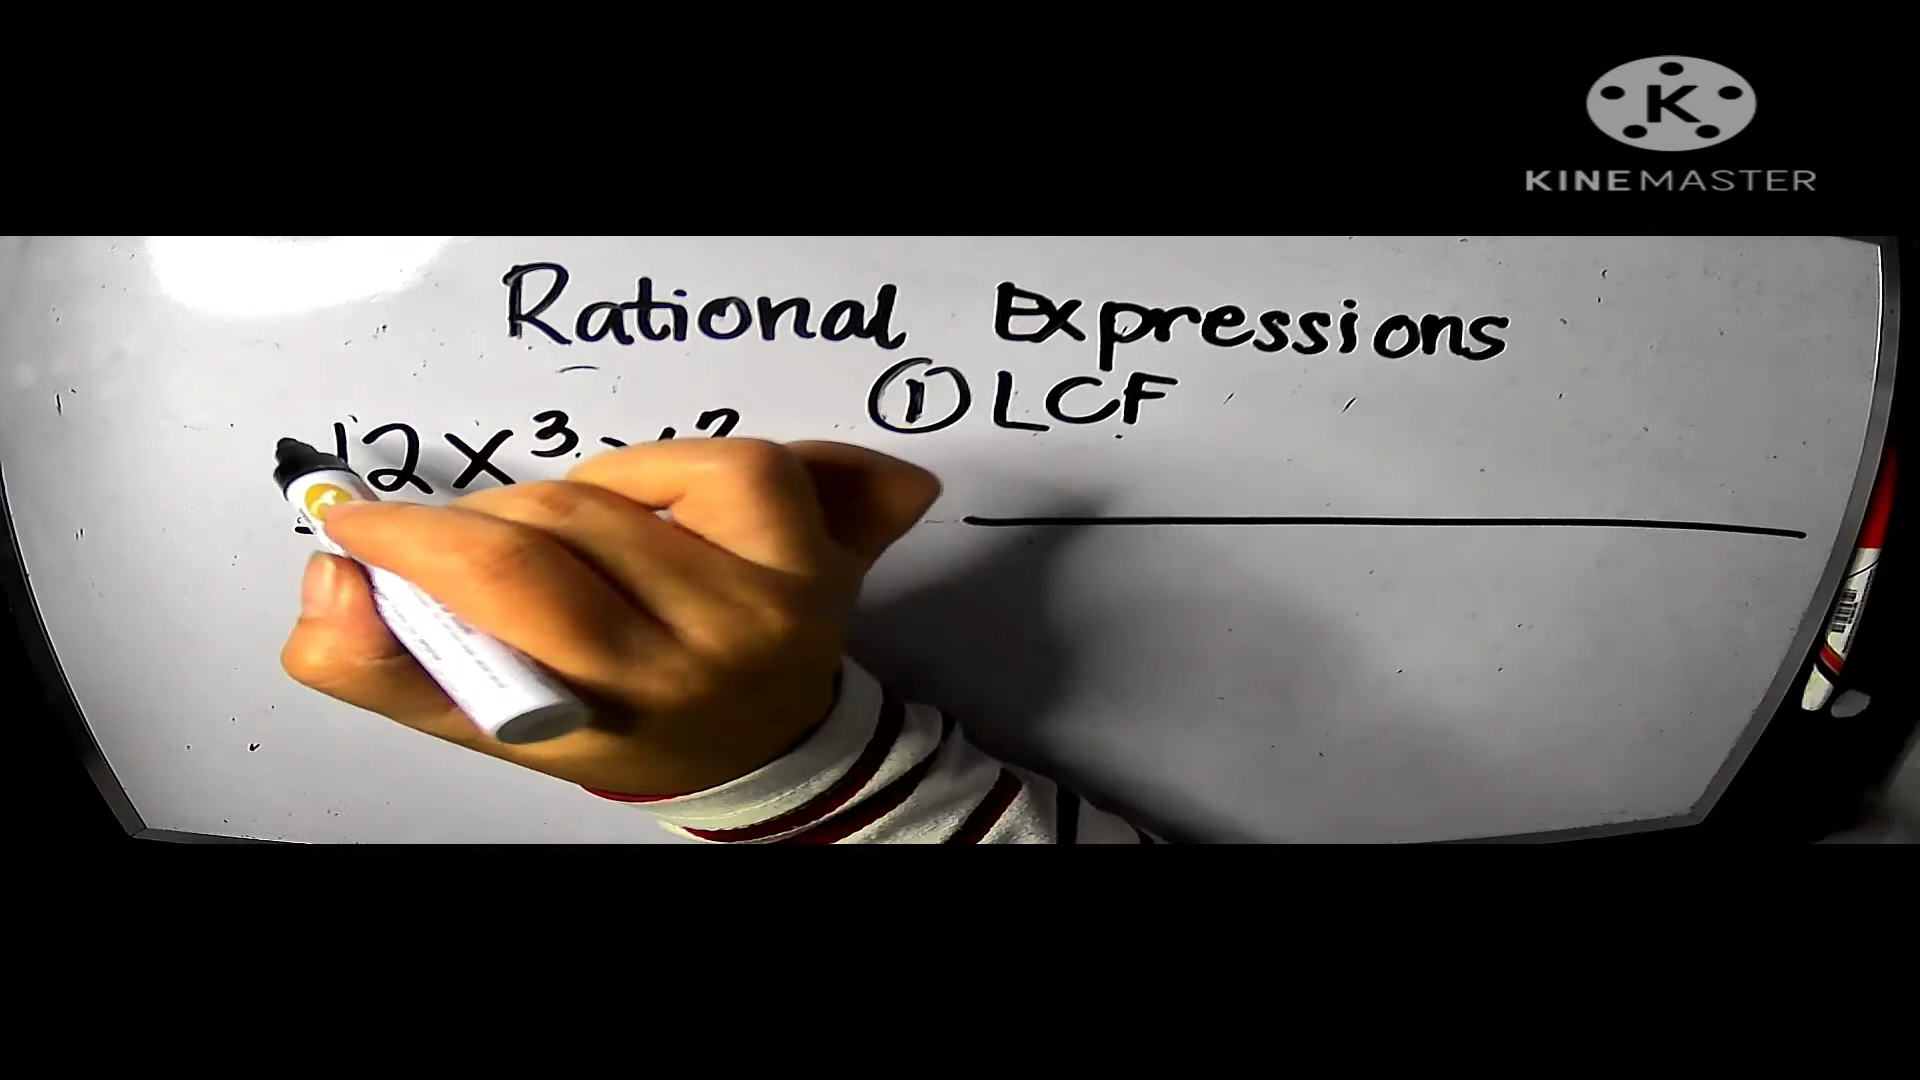 KINEMASTER
Rational Expressions
① LCF
12x³